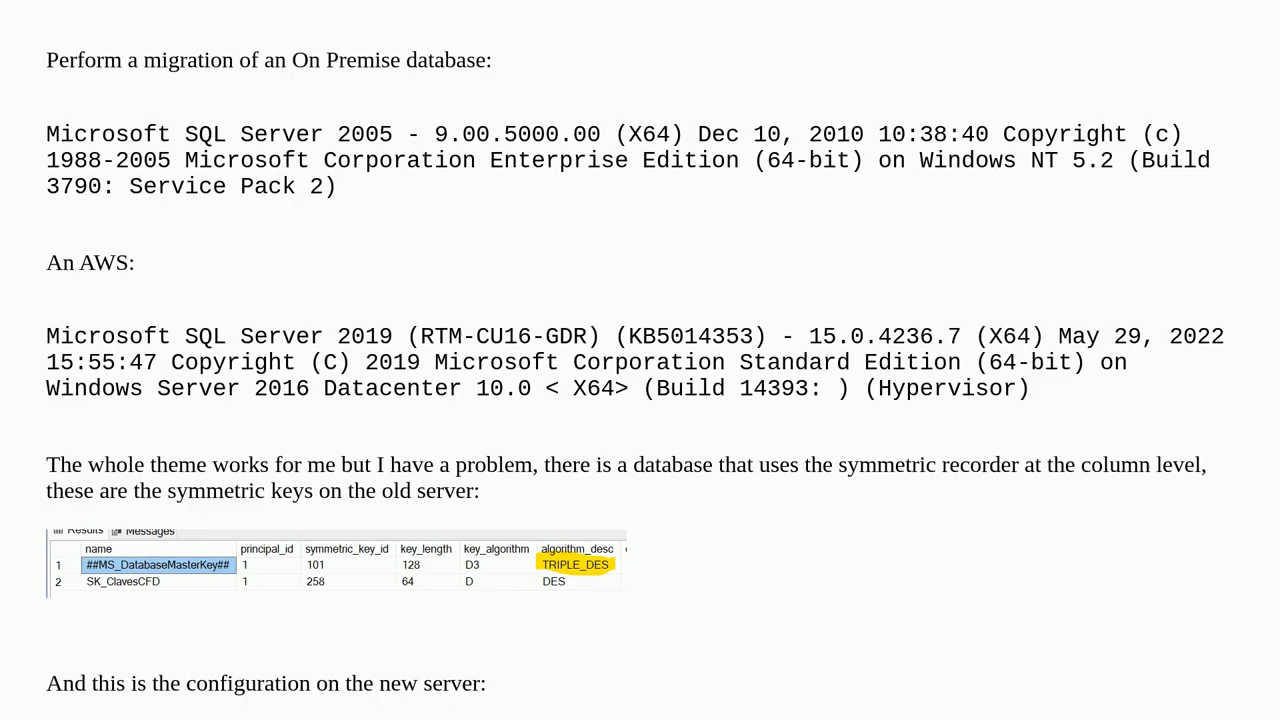 Perform a migration of an On Premise database:
Microsoft SQL Server 2005 - 9.00.5000.00 (X64) Dec 10, 2010 10:38:40 Copyright (c)
1988-2005 Microsoft Corporation Enterprise Edition (64-bit) on Windows NT 5.2 (Build
3790: Service Pack 2)
An AWS:
Microsoft SQL Server 2019 (RTM-CU16-GDR) (KB5014353) - 15.0.4236.7 (X64) May 29, 2022
15:55:47 Copyright (C) 2019 Microsoft Corporation Standard Edition (64-bit) on
Windows Server 2016 Datacenter 10.0 < X64> (Build 14393: ) (Hypervisor)
The whole theme works for me but I have a problem, there is a database that uses the symmetric recorder at the column level,
these are the symmetric keys on the old server:
Results Messages
name principal_id symmetric_key_id key_length key_algorithm algorithm_desc
1 ##MS_DatabaseMasterKey## 1 101 128 D3 TRIPLE_DES
2 SK_ClavesCFD 1 258 64 D DES
And this is the configuration on the new server: